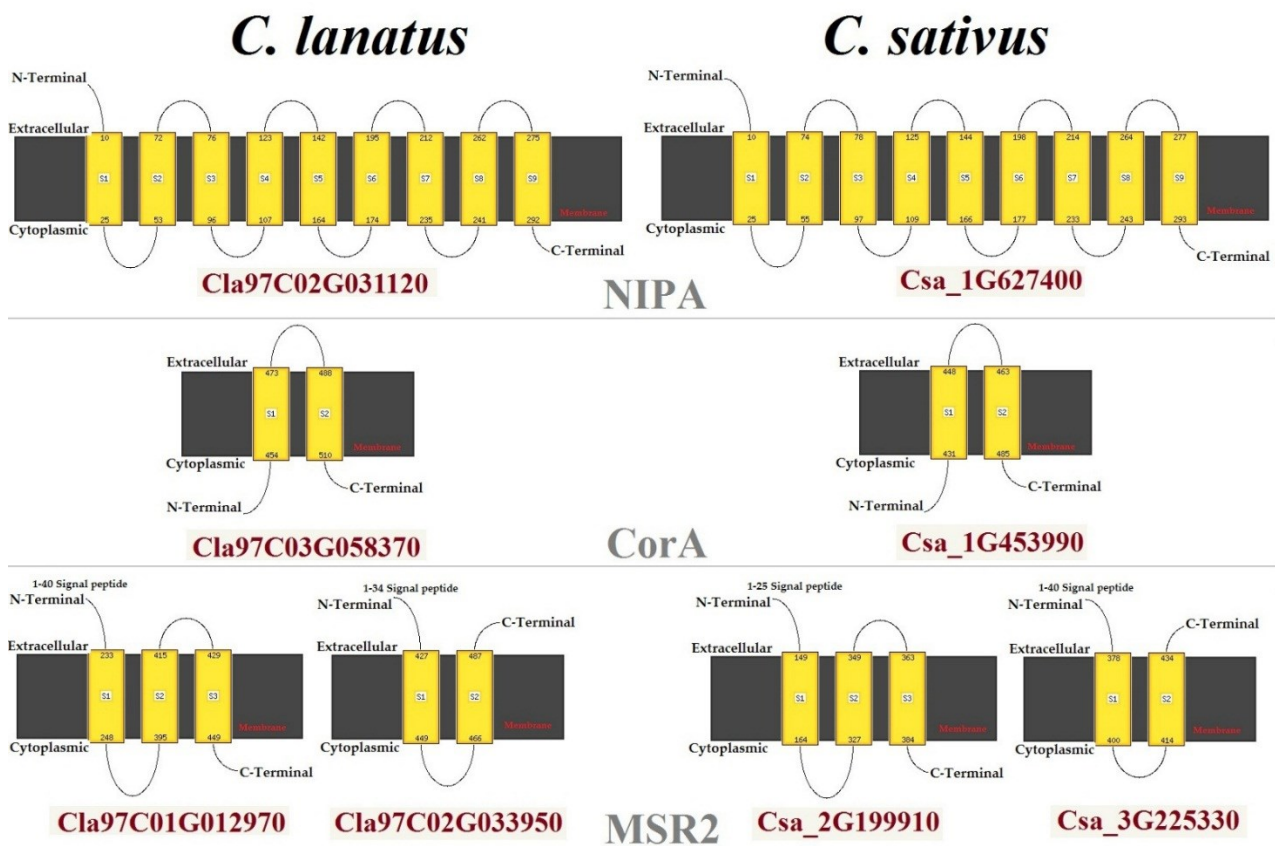 C. lanatus
C. sativus
N-Terminal
Extracellular
10 72 76 123 142 195 212 262 275
S1 S2 S3 S4 S5 S6 S7 S8 S9
25 53 96 107 164 174 235 241 292
Membrane
Cytoplasmic
C-Terminal
Cla97C02G031120
N-Terminal
Extracellular
10 74 78 125 144 198 214 264 277
S1 S2 S3 S4 S5 S6 S7 S8 S9
25 55 97 109 166 177 233 243 293
Membrane
Cytoplasmic
C-Terminal
Csa_1G627400
NIPA
Extracellular
473 488
S1 S2
454 510
Membrane
Cytoplasmic
C-Terminal
N-Terminal
Cla97C03G058370
Extracellular
448 463
S1 S2
431 485
Membrane
Cytoplasmic
C-Terminal
N-Terminal
Csa_1G453990
CorA
1-40 Signal peptide
N-Terminal
Extracellular
233 415 429
S1 S2 S3
248 395 449
Membrane
Cytoplasmic
C-Terminal
Cla97C01G012970
1-34 Signal peptide
N-Terminal
C-Terminal
Extracellular
427 487
S1 S2
449 466
Membrane
Cytoplasmic
Cla97C02G033950
1-25 Signal peptide
N-Terminal
Extracellular
149 349 363
S1 S2 S3
164 327 384
Membrane
Cytoplasmic
C-Terminal
Csa_2G199910
1-40 Signal peptide
N-Terminal
C-Terminal
Extracellular
378 434
S1 S2
400 414
Membrane
Cytoplasmic
Csa_3G225330
MSR2